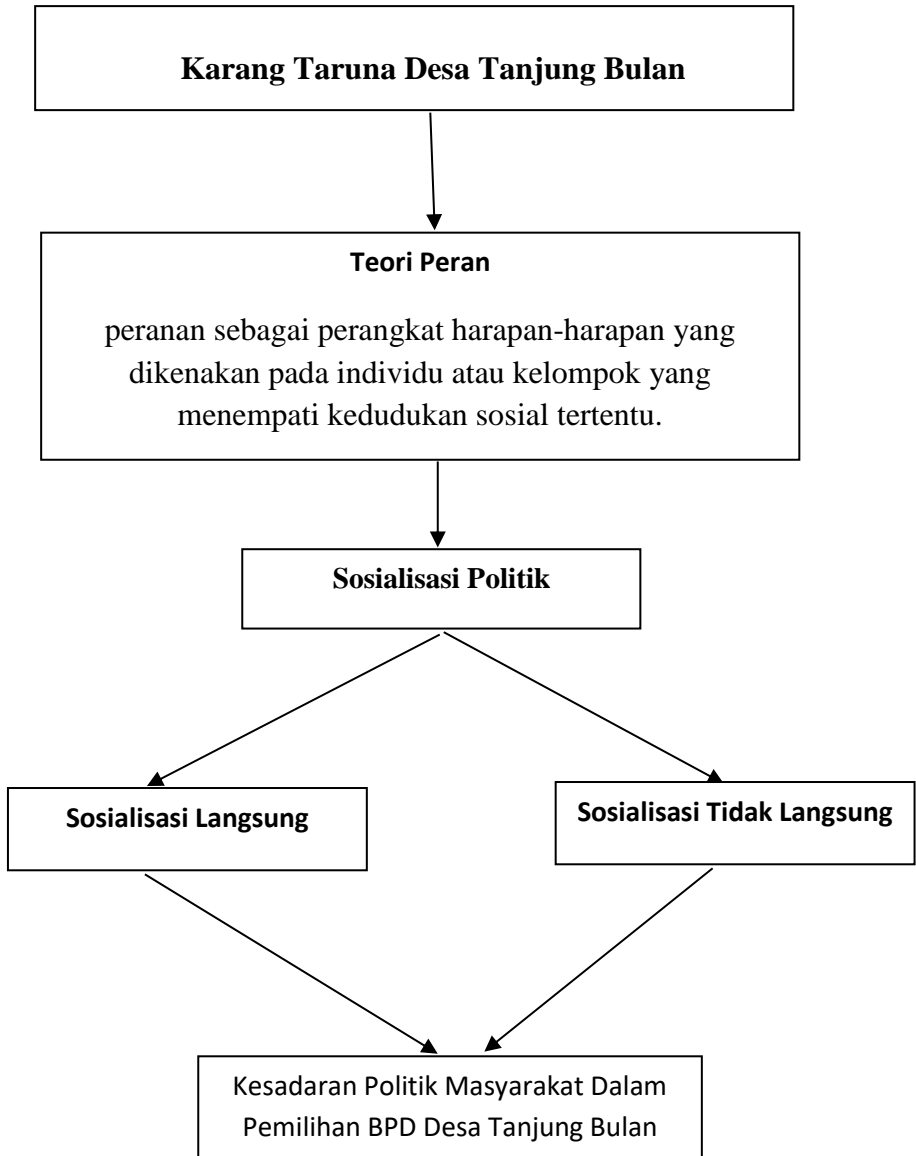 Karang Taruna Desa Tanjung Bulan
Teori Peran
peranan sebagai perangkat harapan-harapan yang
dikenakan pada individu atau kelompok yang
menempati kedudukan sosial tertentu.
Sosialisasi Politik
Sosialisasi Langsung
Sosialisasi Tidak Langsung
Kesadaran Politik Masyarakat Dalam
Pemilihan BPD Desa Tanjung Bulan